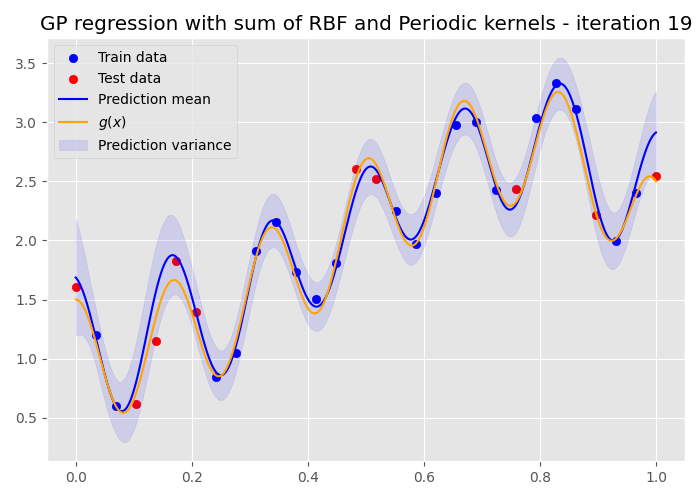 GP regression with sum of RBF and Periodic kernels - iteration 19
Train data
Test data
Prediction mean
g(x)
Prediction variance
3.5
3.0
2.5
2.0
1.5
1.0
0.5
0.0 0.2 0.4 0.6 0.8 1.0